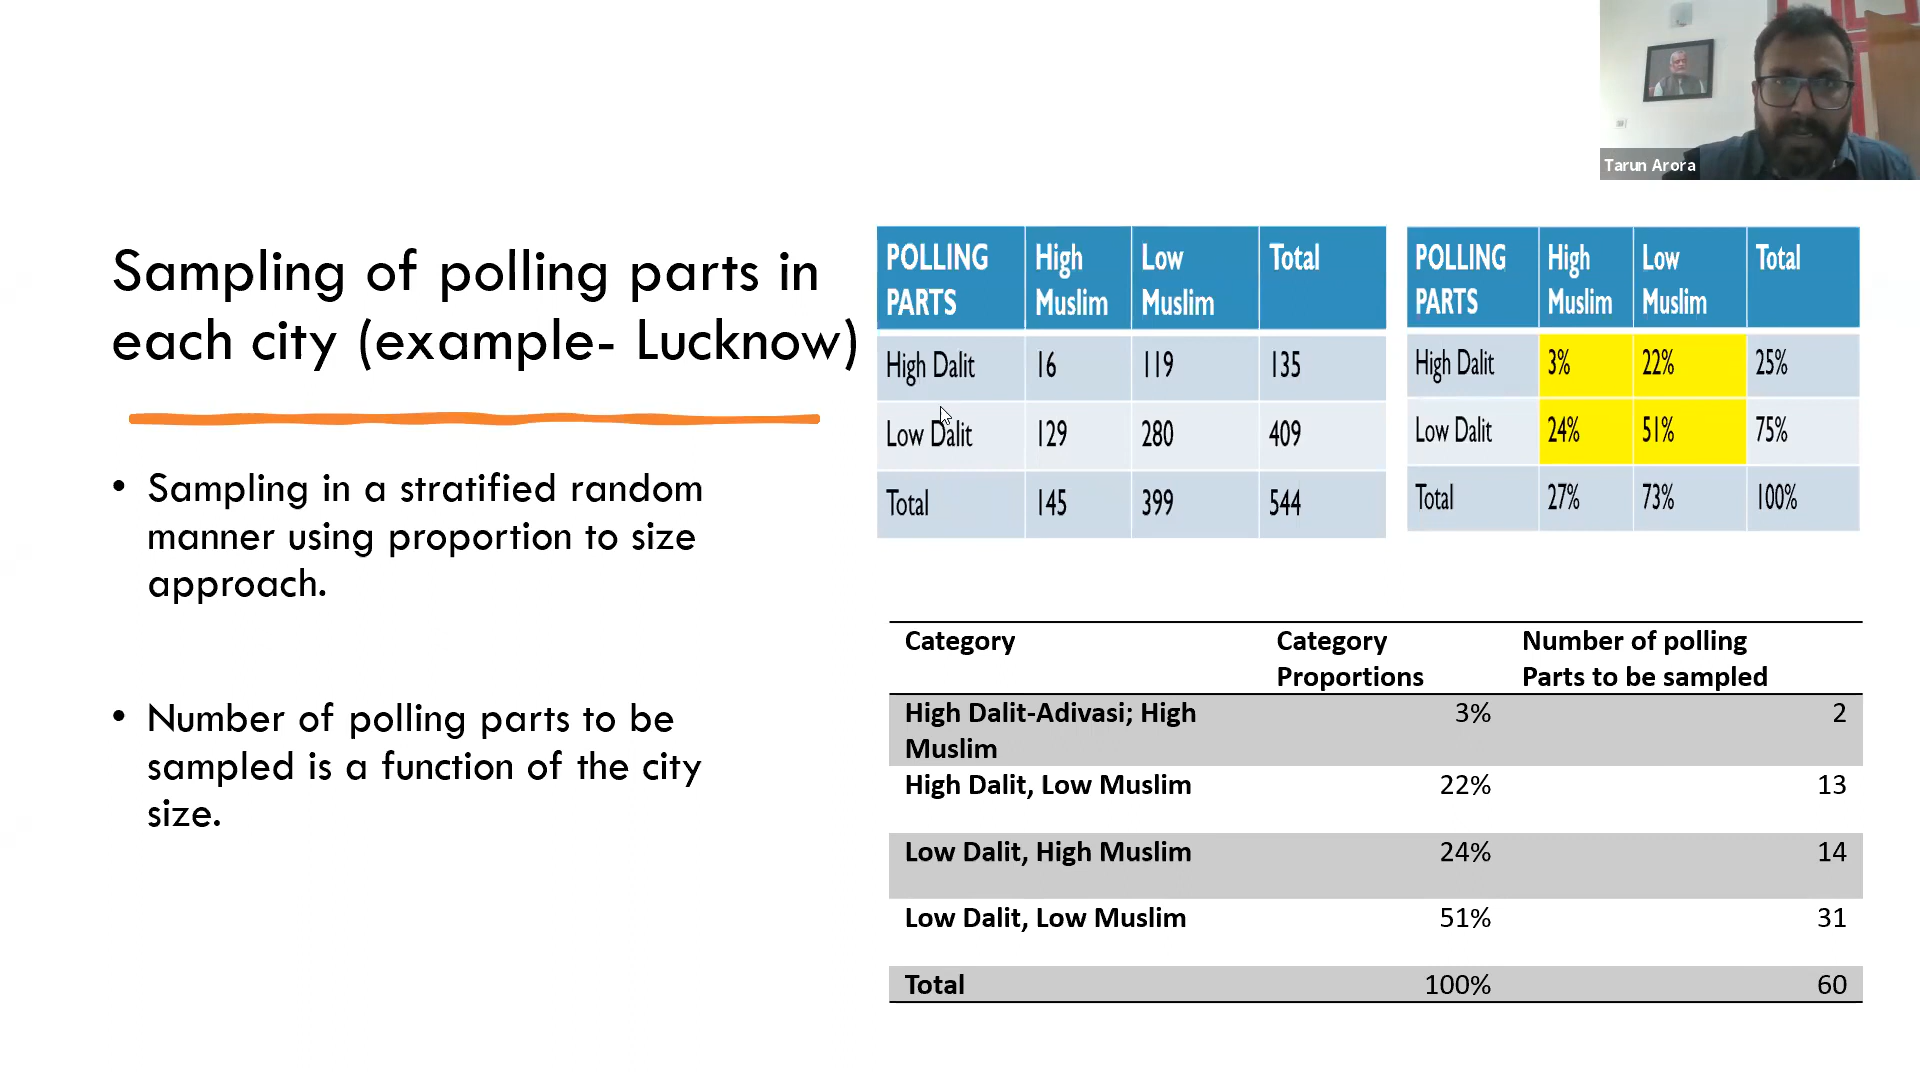 Tarun Arora
Sampling of polling parts in
each city (example- Lucknow)
• Sampling in a stratified random
manner using proportion to size
approach.
• Number of polling parts to be
sampled is a function of the city
size.
POLLING PARTS High Muslim Low Muslim Total
High Dalit 16 119 135
Low Dalit 129 280 409
Total 145 399 544
POLLING PARTS High Muslim Low Muslim Total
High Dalit 3% 22% 25%
Low Dalit 24% 51% 75%
Total 27% 73% 100%
Category Category Proportions Number of polling Parts to be sampled
High Dalit-Adivasi; High Muslim 3% 2
High Dalit, Low Muslim 22% 13
Low Dalit, High Muslim 24% 14
Low Dalit, Low Muslim 51% 31
Total 100% 60